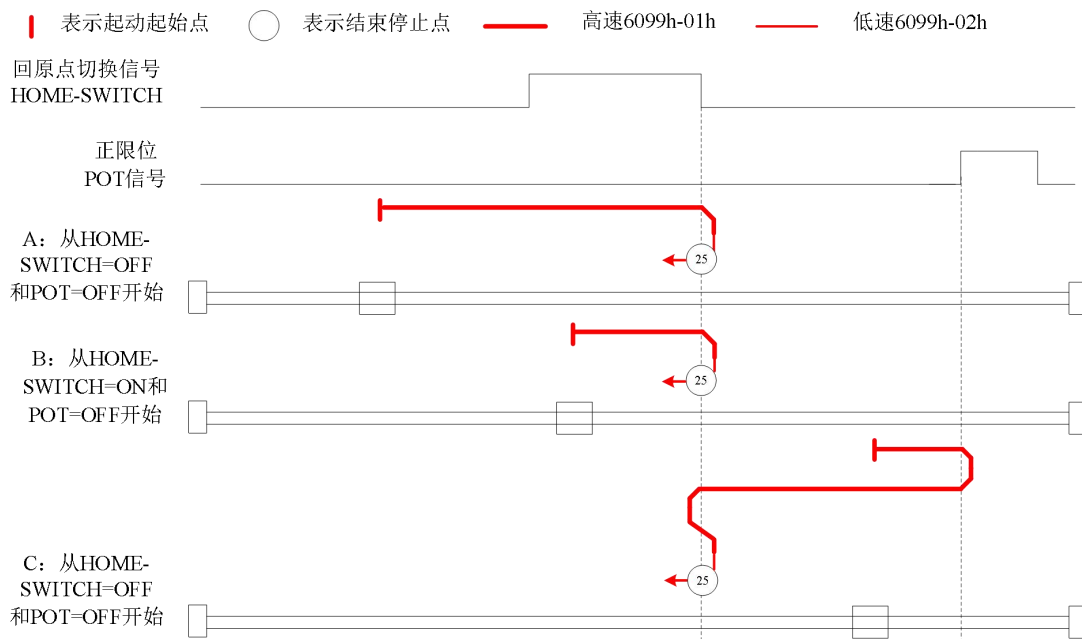 表示起动起始点 表示结束停止点 高速6099h-01h 低速6099h-02h
回原点切换信号
HOME-SWITCH
正限位
POT信号
A：从HOME-
SWITCH=OFF
和POT=OFF开始
25
B：从HOME-
SWITCH=ON和
POT=OFF开始
25
C：从HOME-
SWITCH=OFF
和POT=OFF开始
25